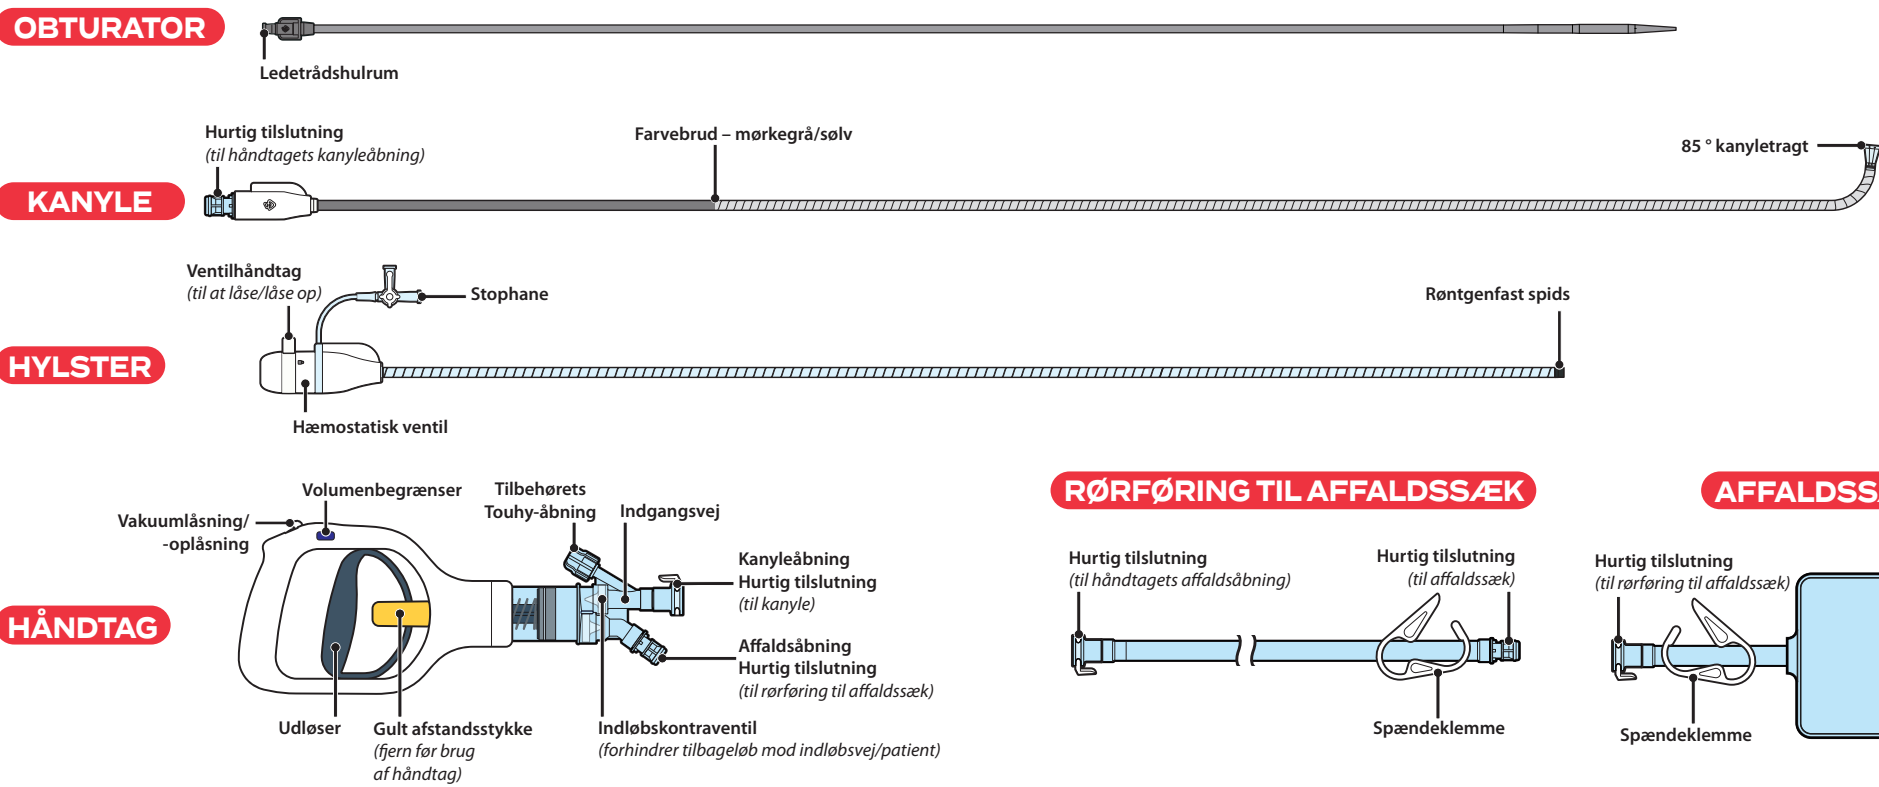 OBTURATOR
Ledetrådshulrum
Hurtig tilslutning
(til håndtagets kanyleåbning)
Farvebrud – mørkegrå/sølv
85 ° kanyletragt
KANYLE
Ventilhåndtag
(til at låse/låse op)
Stophane
Røntgenfast spids
HYLSTER
Hæmostatisk ventil
HÅNDTAG
Vakuumlåsning/
-oplåsning
Volumenbegrænser
Tilbehørets
Touhy-åbning
Indgangsvej
Kanyleåbning
Hurtig tilslutning
(til kanyle)
Affaldsåbning
Hurtig tilslutning
(til rørføring til affaldssæk)
Udløser
Gult afstandsstykke
(fjern før brug
af håndtag)
Indløbskontraventil
(forhindrer tilbageløb mod indløbsvej/patient)
RØRFØRING TIL AFFALDSSÆK
Hurtig tilslutning
(til håndtagets affaldsåbning)
Hurtig tilslutning
(til affaldssæk)
Spændeklemme
AFFALDSS
Hurtig tilslutning
(til rørføring til affaldssæk)
Spændeklemme